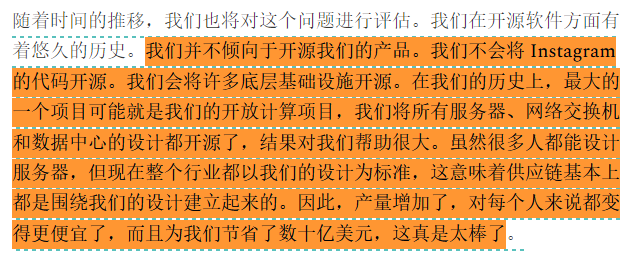 随着时间的推移，我们也将对这个问题进行评估。我们在开源软件方面有
着悠久的历史。我们并不倾向于开源我们的产品。我们不会将 Instagram
的代码开源。我们会将许多底层基础设施开源。在我们的历史上，最大的
一个项目可能就是我们的开放计算项目，我们将所有服务器、网络交换机
和数据中心的设计都开源了，结果对我们帮助很大。虽然很多人都能设计
服务器，但现在整个行业都以我们的设计为标准，这意味着供应链基本上
都是围绕我们的设计建立起来的。因此，产量增加了，对每个人来说都变
得更便宜了，而且为我们节省了数十亿美元，这真是太棒了。